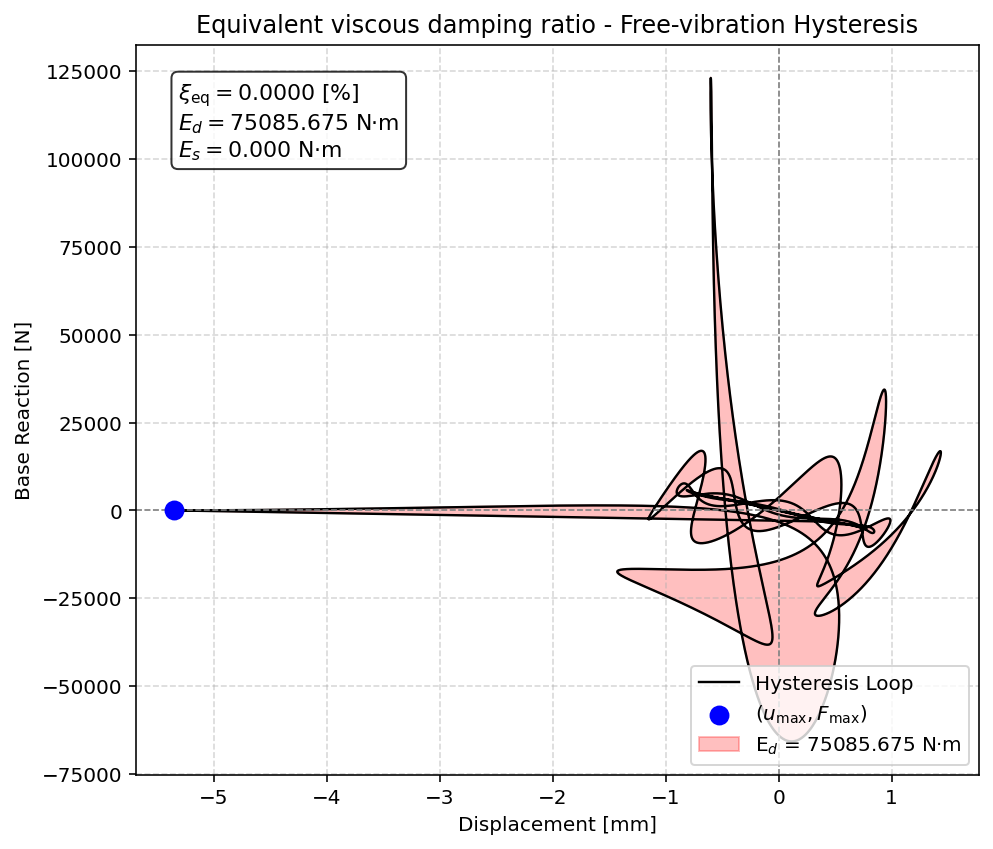 Equivalent viscous damping ratio - Free-vibration Hysteresis
ξeq = 0.0000 [%]
Ed = 75085.675 N·m
Es = 0.000 N·m
125000
100000
75000
50000
25000
0
−25000
−50000
−75000
Base Reaction [N]
Hysteresis Loop
(umax, Fmax)
Ed = 75085.675 N·m
−5
−4
−3
−2
−1
0
1
Displacement [mm]